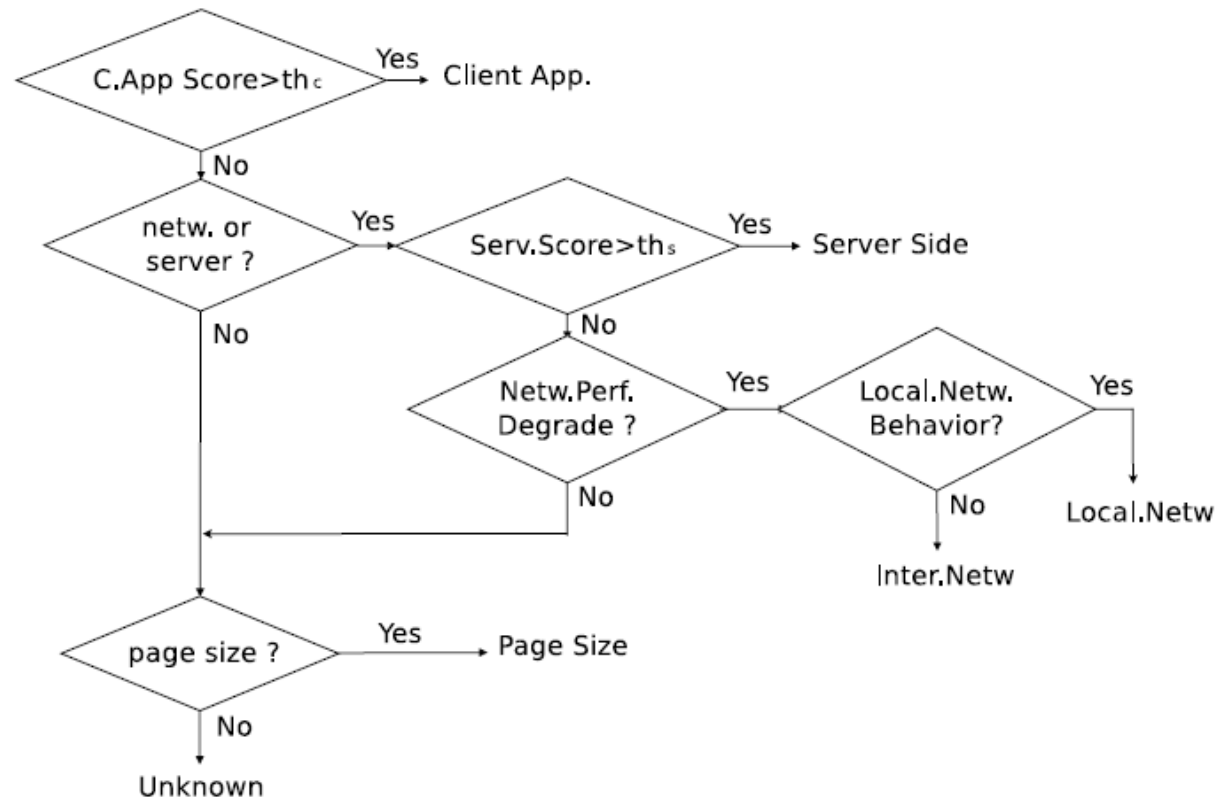 C.App Score>thc
Yes
Client App.
No
netw. or
server ?
Yes
Serv.Score>ths
Yes
Server Side
No
No
Netw.Perf.
Degrade ?
Yes
Local.Netw.
Behavior?
Yes
No
No
Local.Netw
Inter.Netw
page size ?
Yes
Page Size
No
Unknown